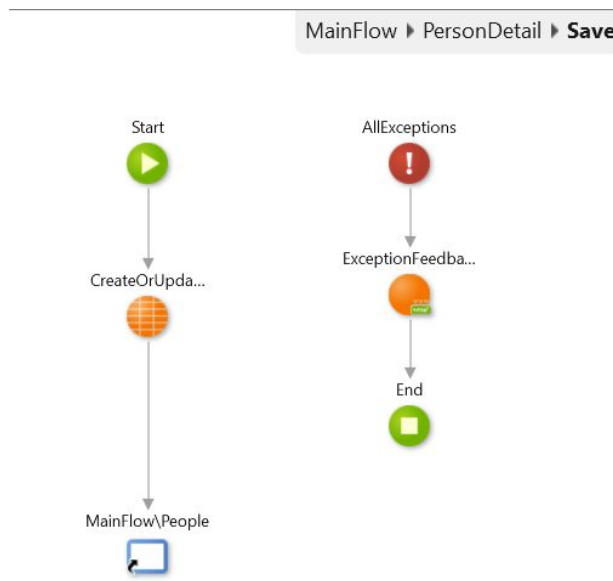 MainFlow PersonDetail Save
Start
AllExceptions
ExceptionFeedba...
CreateOrUpda...
End
MainFlow\People